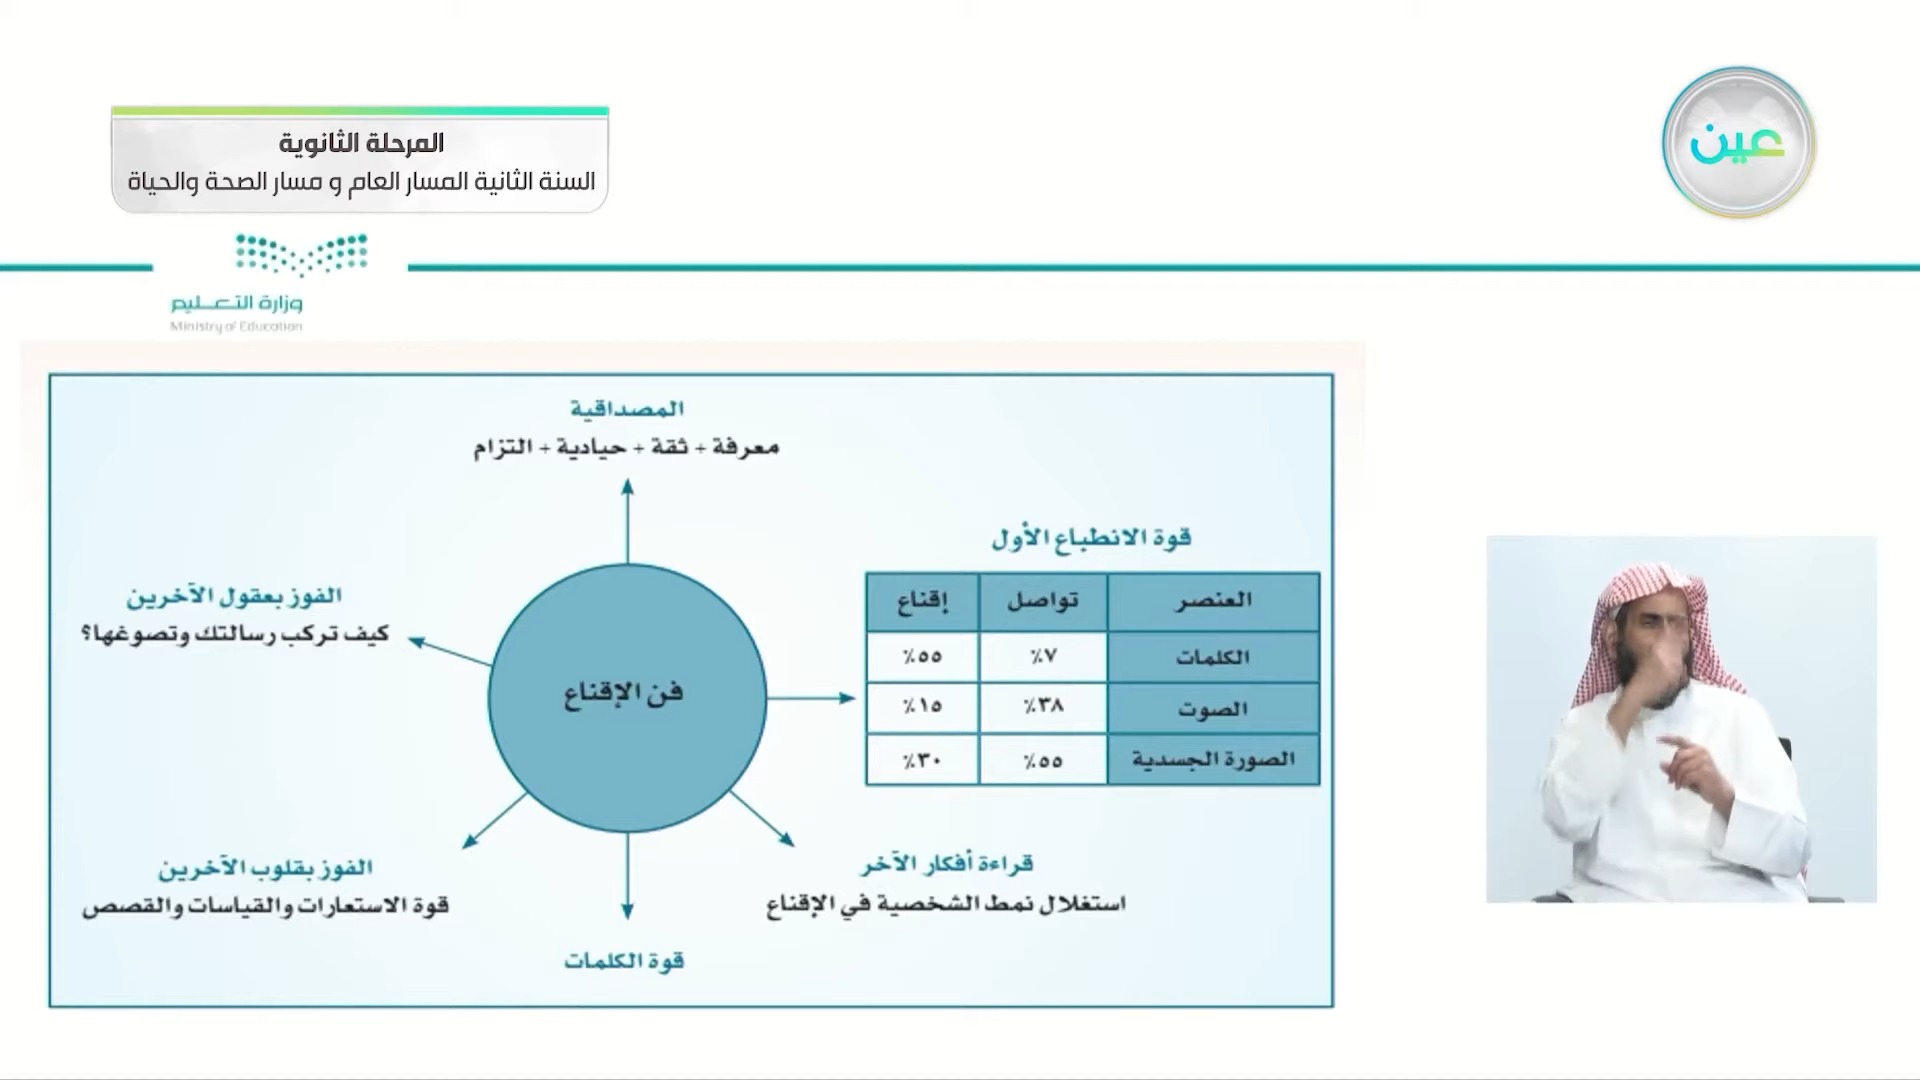 المرحلة الثانوية
السنة الثانية المسار العام و مسار الصحة والحياة
عين
وزارة التعـــليم
Ministry of Education
المصداقية
معرفة + ثقة + حيادية + التزام
قوة الانطباع الأول
العنصر تواصل إقناع
الكلمات ٧٪ ٥٥٪
الصوت ٣٨٪ ١٥٪
الصورة الجسدية ٥٥٪ ٣٠٪
الفوز بعقول الآخرين
كيف تركب رسالتك وتصوغها؟
فن الإقناع
قراءة أفكار الآخر
استغلال نمط الشخصية في الإقناع
الفوز بقلوب الآخرين
قوة الاستعارات والقياسات والقصص
قوة الكلمات